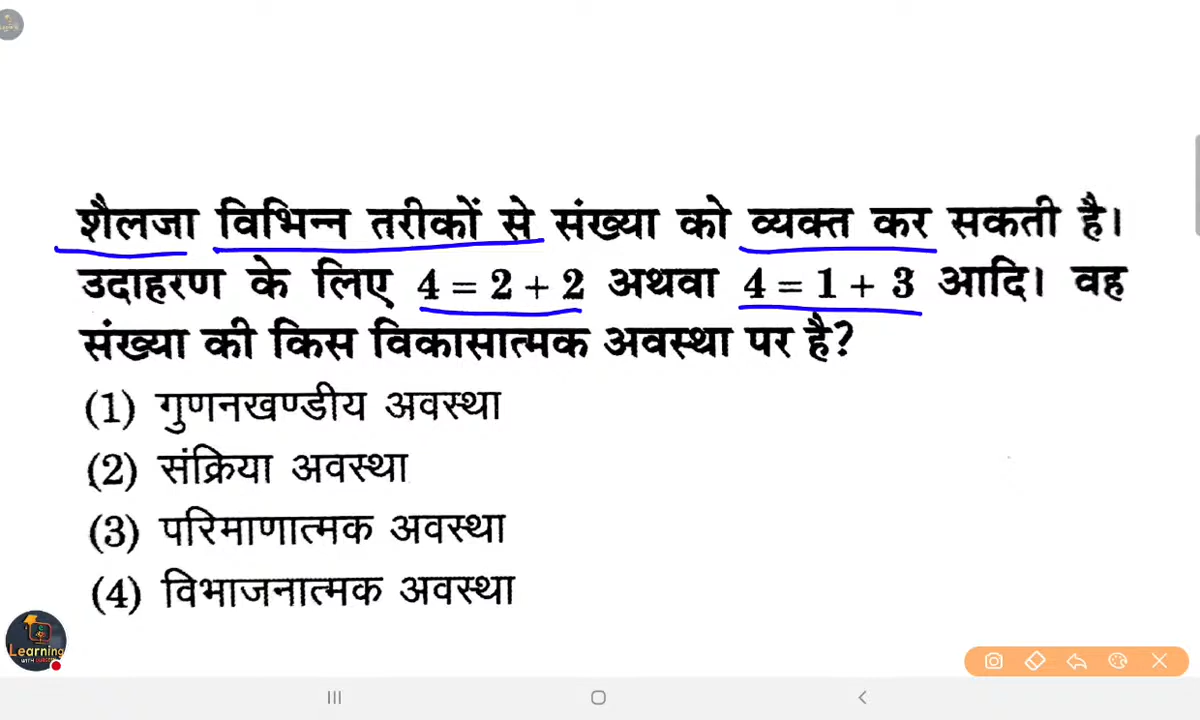 शैलजा विभिन्न तरीकों से संख्या को व्यक्त कर सकती है।
उदाहरण के लिए 4 = 2 + 2 अथवा 4 = 1 + 3 आदि। वह
संख्या की किस विकासात्मक अवस्था पर है?
(1) गुणनखण्डीय अवस्था
(2) संक्रिया अवस्था
(3) परिमाणात्मक अवस्था
(4) विभाजनात्मक अवस्था
Learning